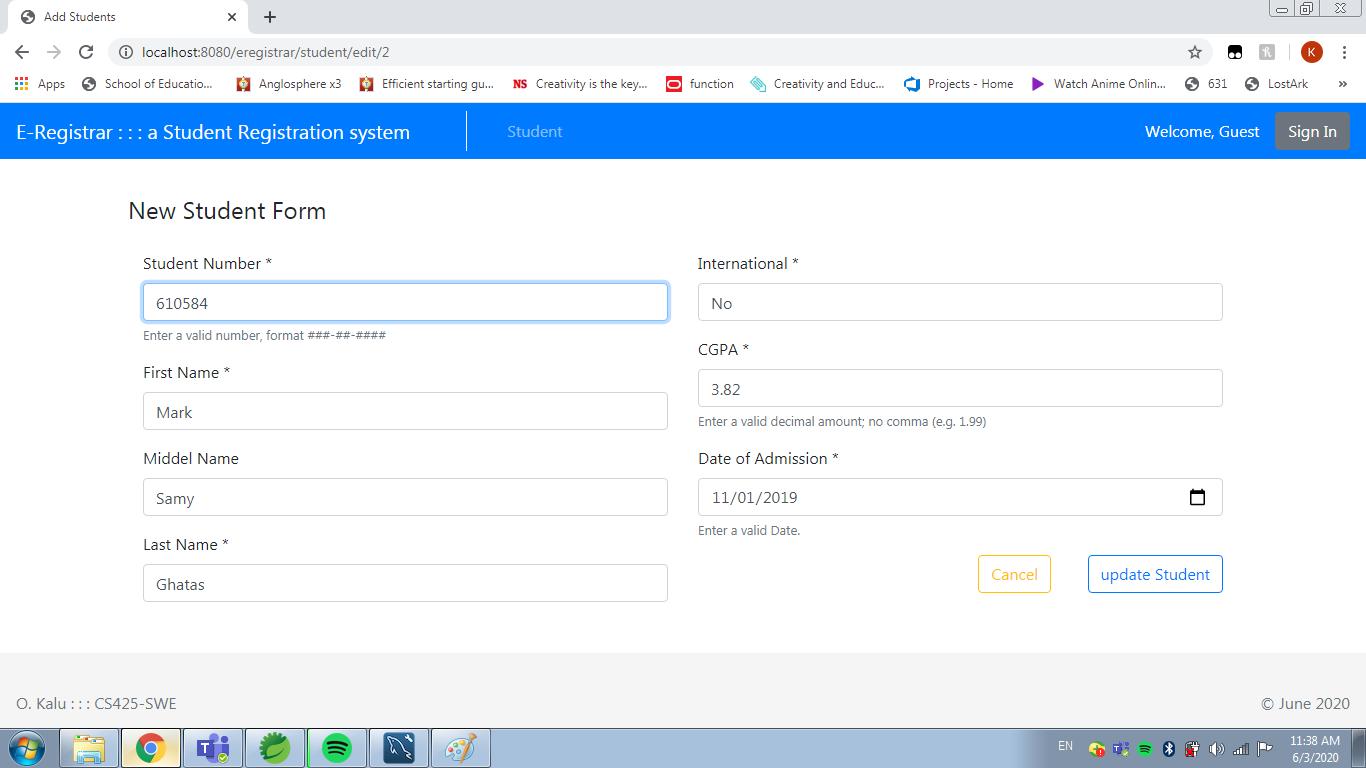 Add Students
localhost:8080/eregistrar/student/edit/2
K
Apps
School of Educatio...
Anglosphere x3
Efficient starting gu...
NS
Creativity is the key...
function
Creativity and Educ...
Projects - Home
Watch Anime Online...
631
LostArk
»
E-Registrar : : : a Student Registration system
Student
Welcome, Guest
Sign In
New Student Form
Student Number *
610584
Enter a valid number, format ###-##-####
First Name *
Mark
Middel Name
Samy
Last Name *
Ghatas
International *
No
CGPA *
3.82
Enter a valid decimal amount; no comma (e.g. 1.99)
Date of Admission *
11/01/2019
Enter a valid Date.
Cancel
update Student
O. Kalu : : : CS425-SWE
© June 2020
EN
11:38 AM
6/3/2020